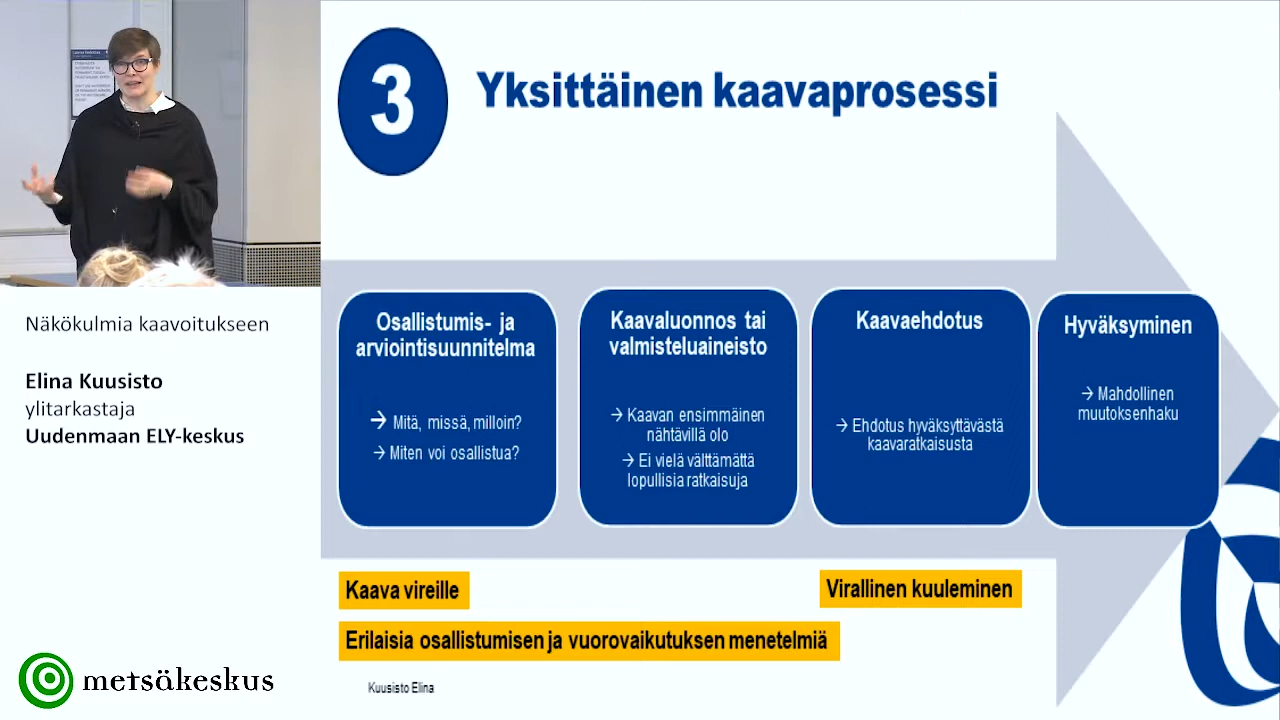 3
Yksittäinen kaavaprosessi
Osallistumis- ja
arviointisuunnitelma
→ Mitä, missä, milloin?
→ Miten voi osallistua?
Kaavaluonnos tai
valmisteluaineisto
→ Kaavan ensimmäinen
nähtävillä olo
→ Ei vielä välttämättä
lopullisia ratkaisuja
Kaavaehdotus
→ Ehdotus hyväksyttävästä
kaavaratkaisusta
Hyväksyminen
→ Mahdollinen
muutoksenhaku
Kaava vireille
Virallinen kuuleminen
Erilaisia osallistumisen ja vuorovaikutuksen menetelmiä
Kuusisto Elina
Näkökulmia kaavoitukseen
Elina Kuusisto
ylitarkastaja
Uudenmaan ELY-keskus
metsäkeskus